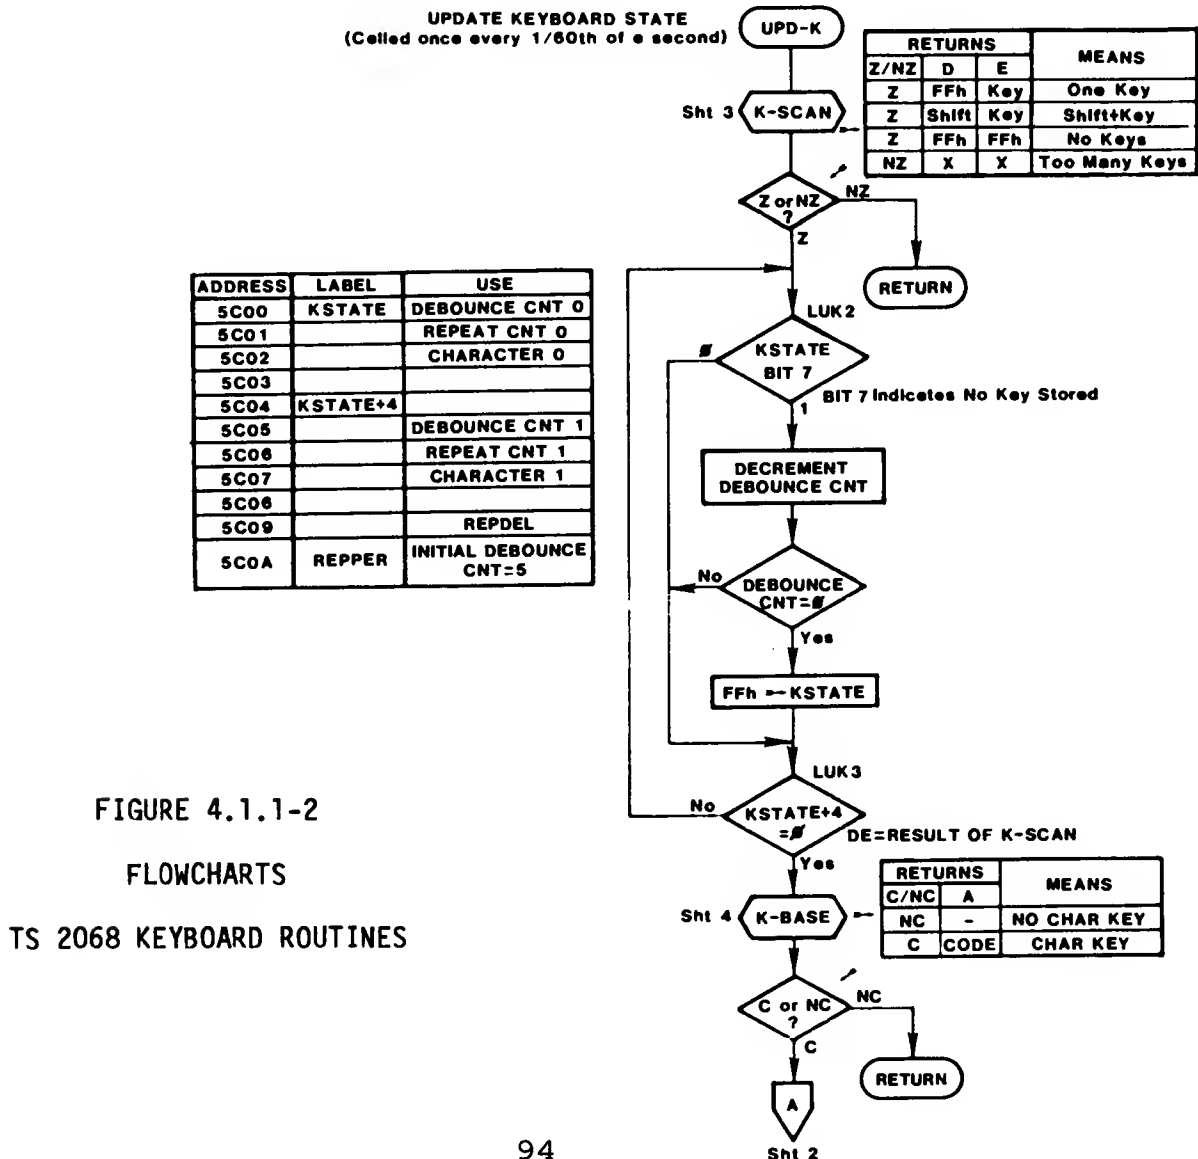 UPDATE KEYBOARD STATE
(Celled once every 1/60th of e second)
UPD-K
RETURNS MEANS
Z/NZ D E
Z FFh Key One Key
Z Shift Key Shift+Key
Z FFh FFh No Keys
NZ X X Too Many Keys
Sht 3 K-SCAN
Z or NZ
?
NZ
Z
RETURN
ADDRESS LABEL USE
5C00 KSTATE DEBOUNCE CNT 0
5C01 REPEAT CNT 0
5C02 CHARACTER 0
5C03
5C04 KSTATE+4
5C05 DEBOUNCE CNT 1
5C06 REPEAT CNT 1
5C07 CHARACTER 1
5C06
5C09 REPDEL
5C0A REPPER INITIAL DEBOUNCE
CNT=5
LUK2
Ø KSTATE
BIT 7
BIT 7 Indicetes No Key Stored
1
DECREMENT
DEBOUNCE CNT
No DEBOUNCE
CNT=Ø
Yes
FFh KSTATE
LUK3
No KSTATE+4
=Ø
DE=RESULT OF K-SCAN
Yes
RETURNS MEANS
C/NC A
NC - NO CHAR KEY
C CODE CHAR KEY
Sht 4 K-BASE
C or NC
?
NC
C
RETURN
A
Sht 2
FIGURE 4.1.1-2
FLOWCHARTS
TS 2068 KEYBOARD ROUTINES
94